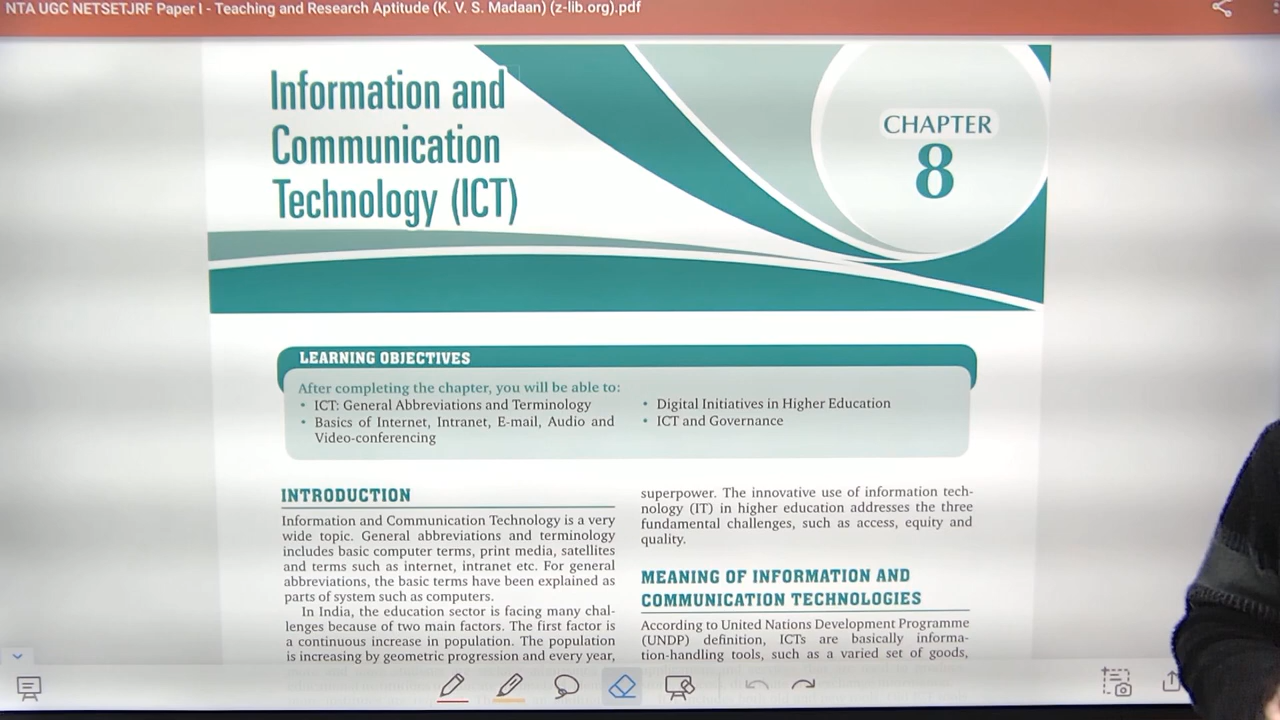 NTA UGC NETSETJRF Paper I - Teaching and Research Aptitude (K. V. S. Madaan) (z-lib.org).pdf
Information and
Communication
Technology (ICT)
CHAPTER
8
LEARNING OBJECTIVES
After completing the chapter, you will be able to:
• ICT: General Abbreviations and Terminology
• Basics of Internet, Intranet, E-mail, Audio and
Video-conferencing
• Digital Initiatives in Higher Education
• ICT and Governance
INTRODUCTION
Information and Communication Technology is a very
wide topic. General abbreviations and terminology
includes basic computer terms, print media, satellites
and terms such as internet, intranet etc. For general
abbreviations, the basic terms have been explained as
parts of system such as computers.
In India, the education sector is facing many chal-
lenges because of two main factors. The first factor is
a continuous increase in population. The population
is increasing by geometric progression and every year,
superpower. The innovative use of information tech-
nology (IT) in higher education addresses the three
fundamental challenges, such as access, equity and
quality.
MEANING OF INFORMATION AND
COMMUNICATION TECHNOLOGIES
According to United Nations Development Programme
(UNDP) definition, ICTs are basically informa-
tion-handling tools, such as a varied set of goods,